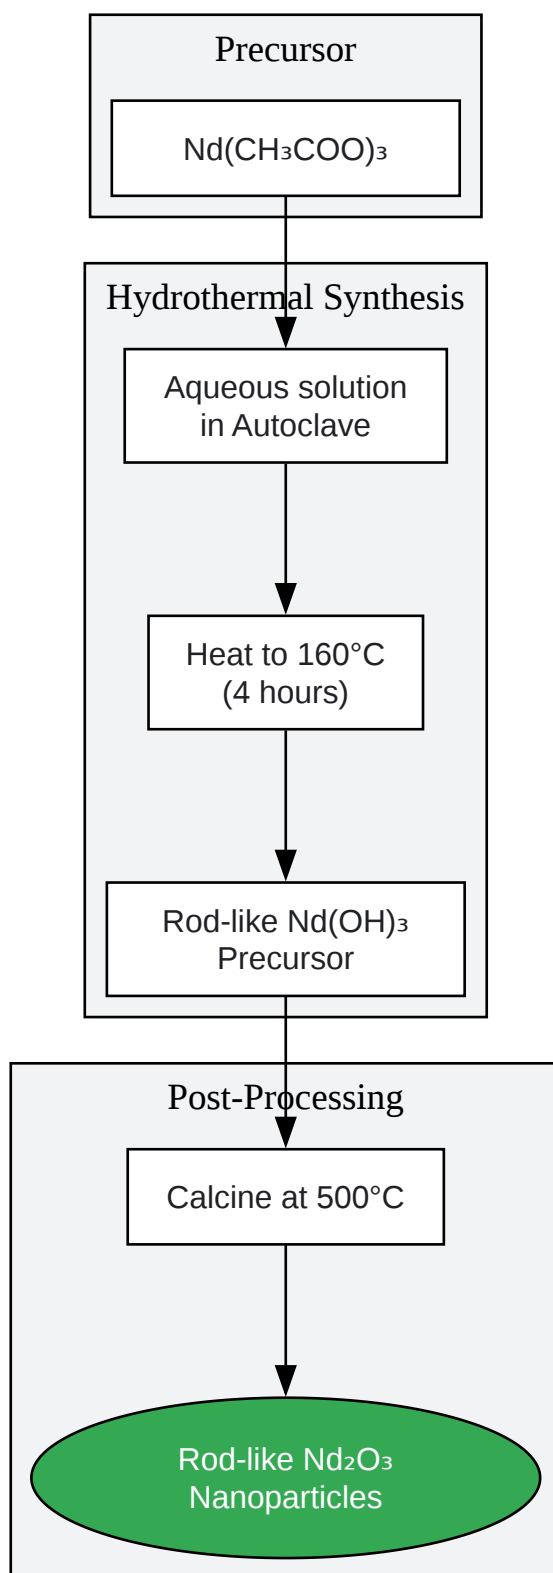 Precursor
Nd(CH₃COO)₃
Hydrothermal Synthesis
Aqueous solution
in Autoclave
Heat to 160°C
(4 hours)
Rod-like Nd(OH)₃
Precursor
Post-Processing
Calcine at 500°C
Rod-like Nd₂O₃
Nanoparticles